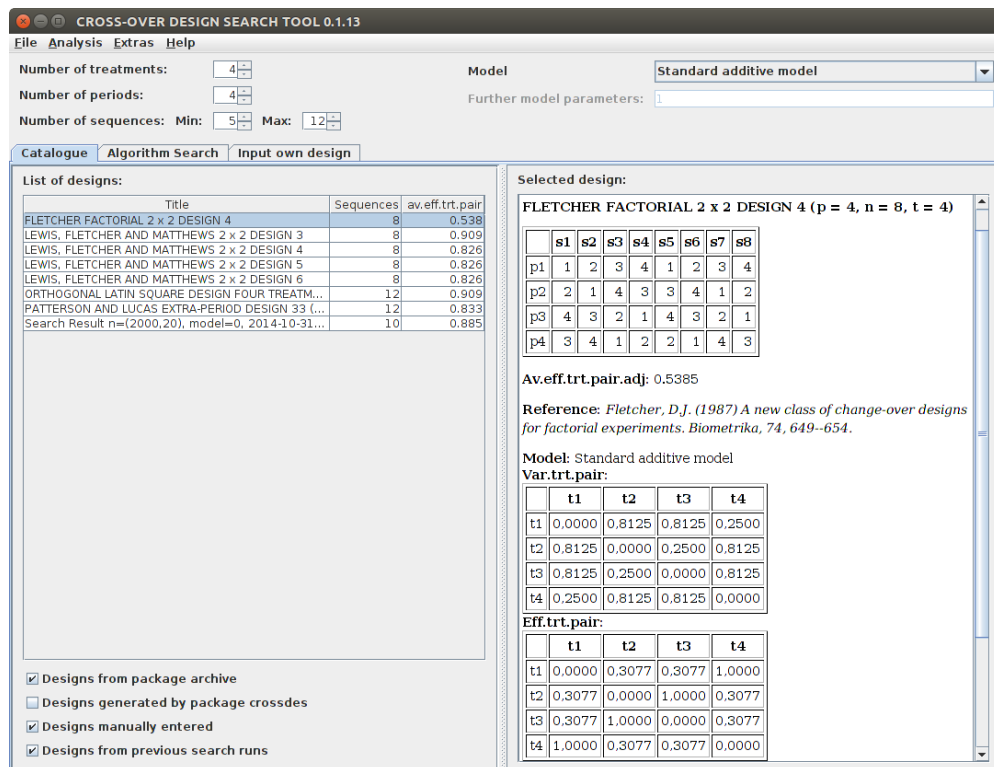 CROSS-OVER DESIGN SEARCH TOOL 0.1.13
File Analysis Extras Help
Number of treatments: 4
Number of periods: 4
Number of sequences: Min: 5 Max: 12
Model Standard additive model
Further model parameters: 1
Catalogue Algorithm Search Input own design
List of designs:
Title Sequences av.eff.trt.pair
FLETCHER FACTORIAL 2 x 2 DESIGN 4 8 0.538
LEWIS, FLETCHER AND MATTHEWS 2 x 2 DESIGN 3 8 0.909
LEWIS, FLETCHER AND MATTHEWS 2 x 2 DESIGN 4 8 0.826
LEWIS, FLETCHER AND MATTHEWS 2 x 2 DESIGN 5 8 0.826
LEWIS, FLETCHER AND MATTHEWS 2 x 2 DESIGN 6 8 0.826
ORTHOGONAL LATIN SQUARE DESIGN FOUR TREATM... 12 0.909
PATTERSON AND LUCAS EXTRA-PERIOD DESIGN 33 (... 12 0.833
Search Result n=(2000,20), model=0, 2014-10-31... 10 0.885
Designs from package archive
Designs generated by package crossdes
Designs manually entered
Designs from previous search runs
Selected design:
FLETCHER FACTORIAL 2 x 2 DESIGN 4 (p = 4, n = 8, t = 4)
s1 s2 s3 s4 s5 s6 s7 s8
p1 1 2 3 4 1 2 3 4
p2 2 1 4 3 3 4 1 2
p3 4 3 2 1 4 3 2 1
p4 3 4 1 2 2 1 4 3
Av.eff.trt.pair.adj: 0.5385
Reference: Fletcher, D.J. (1987) A new class of change-over designs
for factorial experiments. Biometrika, 74, 649--654.
Model: Standard additive model
Var.trt.pair:
t1 t2 t3 t4
t1 0,0000 0,8125 0,8125 0,2500
t2 0,8125 0,0000 0,2500 0,8125
t3 0,8125 0,2500 0,0000 0,8125
t4 0,2500 0,8125 0,8125 0,0000
Eff.trt.pair:
t1 t2 t3 t4
t1 0,0000 0,3077 0,3077 1,0000
t2 0,3077 0,0000 1,0000 0,3077
t3 0,3077 1,0000 0,0000 0,3077
t4 1,0000 0,3077 0,3077 0,0000